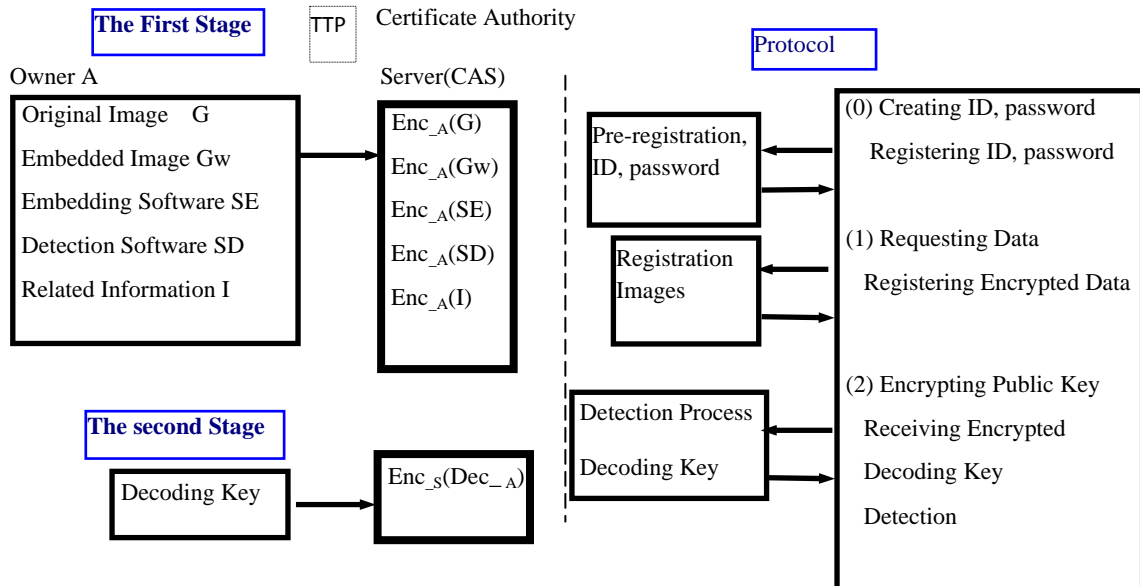 The First Stage
TTP
Certificate Authority
Owner A
Server(CAS)
Original Image G
Embedded Image Gw
Embedding Software SE
Detection Software SD
Related Information I
Enc_A(G)
Enc_A(Gw)
Enc_A(SE)
Enc_A(SD)
Enc_A(I)
The second Stage
Decoding Key
Enc_S(Dec_ A)
Protocol
Pre-registration,
ID, password
(0) Creating ID, password
Registering ID, password
Registration
Images
(1) Requesting Data
Registering Encrypted Data
Detection Process
Decoding Key
(2) Encrypting Public Key
Receiving Encrypted
Decoding Key
Detection